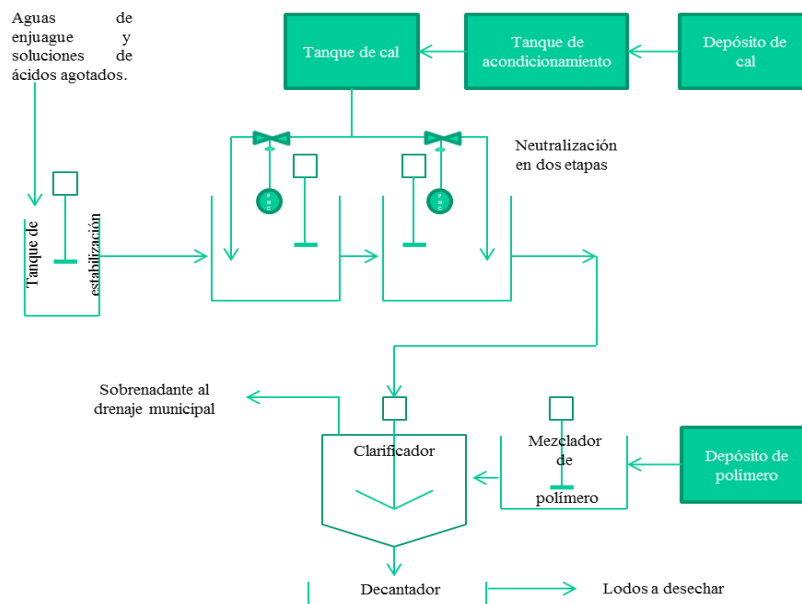 Aguas de
enjuague y
soluciones de
ácidos agotados.
Tanque de cal
Tanque de
acondicionamiento
Depósito de
cal
Neutralización
en dos etapas
P
H
C
P
H
C
Tanque de
estabilización
Sobrenadante al
drenaje municipal
Clarificador
Mezclador
de
polímero
Depósito de
polímero
Decantador
Lodos a desechar